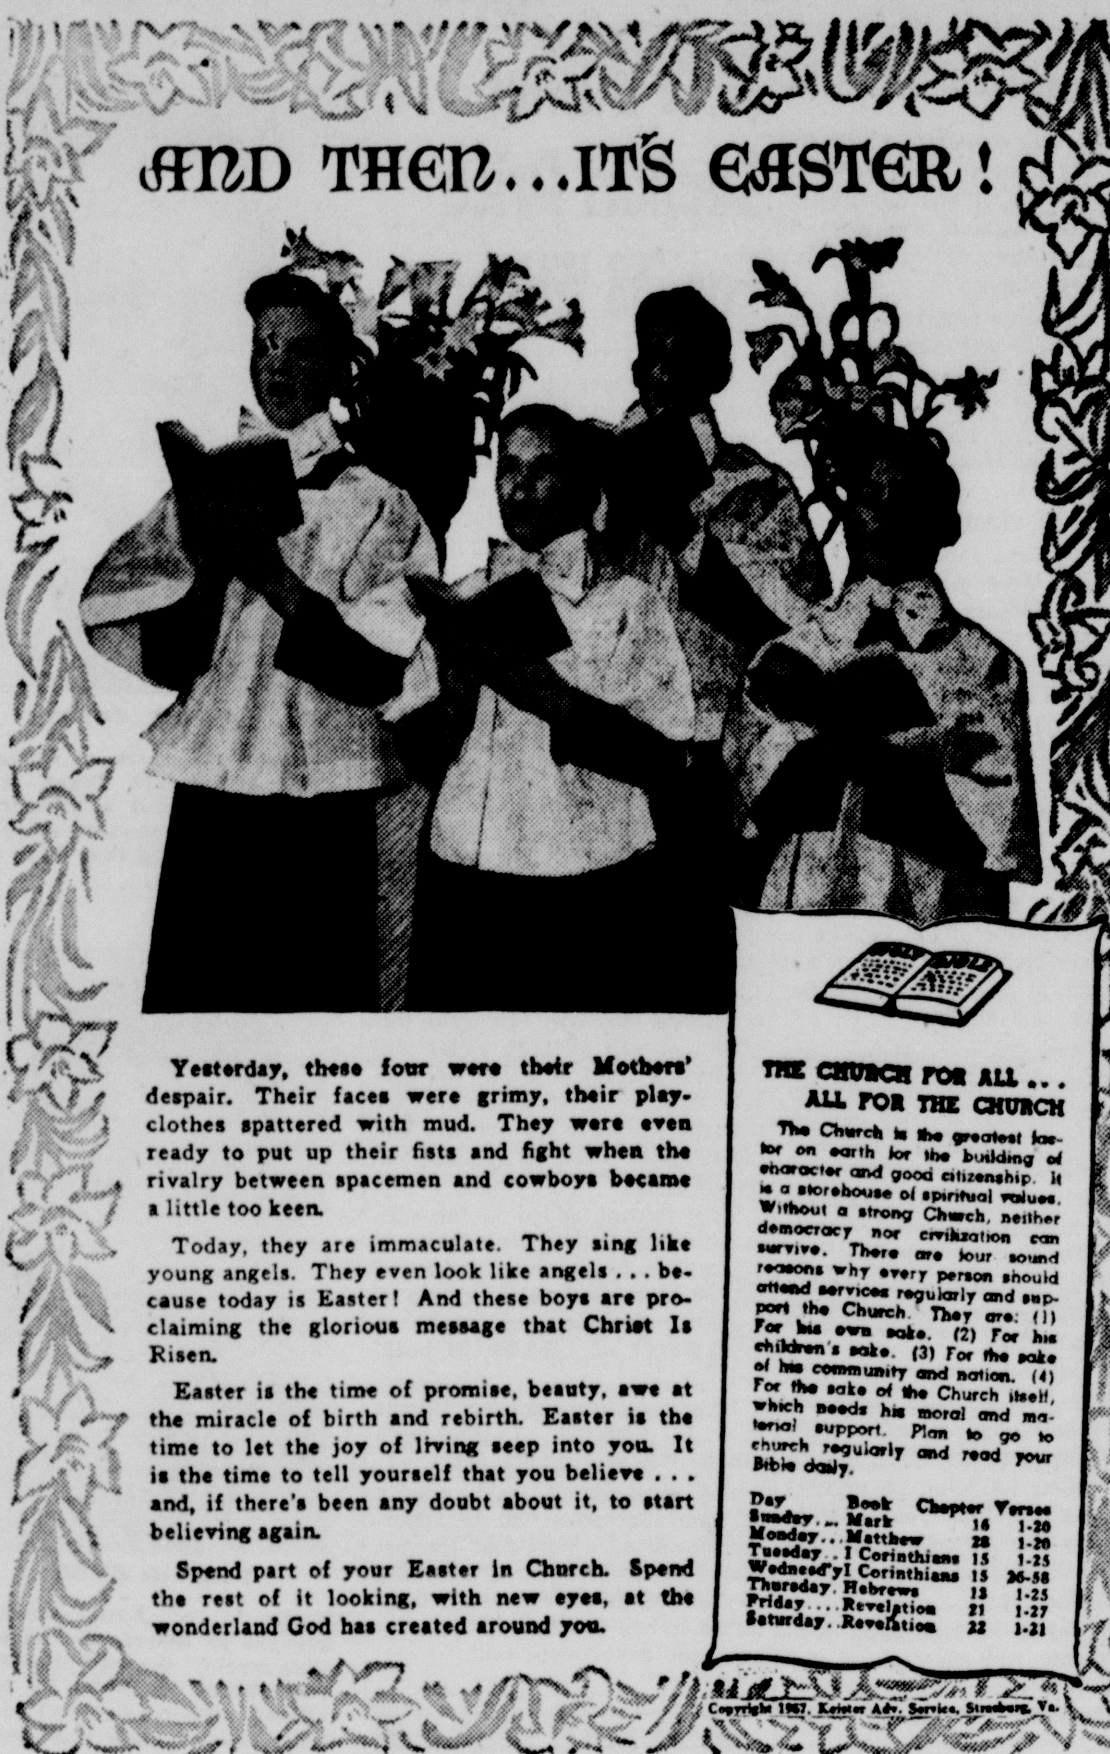 AND THEN...IT'S EASTER!
Yesterday, these four were their Mothers'
despair. Their faces were grimy, their play-
clothes spattered with mud. They were even
ready to put up their fists and fight when the
rivalry between spacemen and cowboys became
a little too keen.
Today, they are immaculate. They sing like
young angels. They even look like angels . . . be-
cause today is Easter! And these boys are pro-
claiming the glorious message that Christ Is
Risen.
Easter is the time of promise, beauty, awe at
the miracle of birth and rebirth. Easter is the
time to let the joy of living seep into you. It
is the time to tell yourself that you believe . . .
and, if there's been any doubt about it, to start
believing again.
Spend part of your Easter in Church. Spend
the rest of it looking, with new eyes, at the
wonderland God has created around you.
HOLY BIBLE
THE CHURCH FOR ALL . . .
ALL FOR THE CHURCH
The Church is the greatest fac-
tor on earth for the building of
character and good citizenship. It
is a storehouse of spiritual values.
Without a strong Church, neither
democracy nor civilization can
survive. There are four sound
reasons why every person should
attend services regularly and sup-
port the Church. They are: (1)
For his own sake. (2) For his
children's sake. (3) For the sake
of his community and nation. (4)
For the sake of the Church itself,
which needs his moral and ma-
terial support. Plan to go to
church regularly and read your
Bible daily.
Day Book Chapter Verses
Sunday... Mark 16 1-20
Monday...Matthew 28 1-20
Tuesday.. I Corinthians 15 1-25
Wednesd'yI Corinthians 15 26-58
Thursday. Hebrews 13 1-25
Friday....Revelation 21 1-27
Saturday..Revelation 22 1-21
Copyright 1967, Keister Adv. Service, Strasburg, Va.